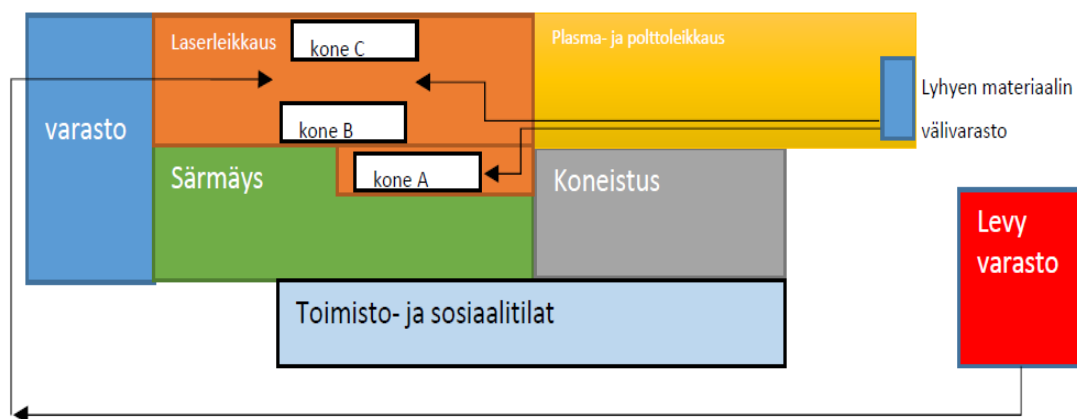 Laserleikkaus
kone C
Plasma- ja polttoleikkaus
Lyhyen materiaalin
välivarasto
varasto
kone B
Särmäys
kone A
Koneistus
Levy
varasto
Toimisto- ja sosiaalitilat